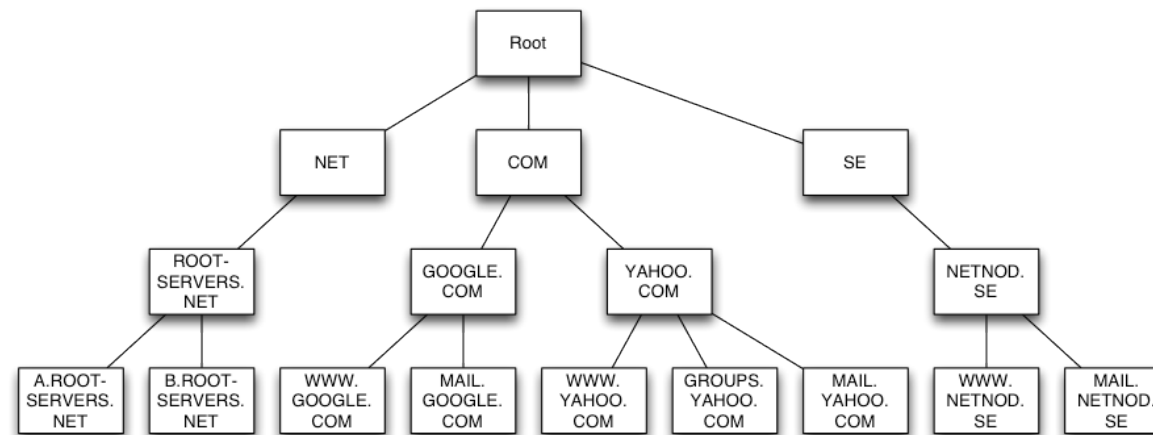 Root
NET
COM
SE
ROOT-
SERVERS.
NET
GOOGLE.
COM
YAHOO.
COM
NETNOD.
SE
A.ROOT-
SERVERS.
NET
B.ROOT-
SERVERS.
NET
WWW.
GOOGLE.
COM
MAIL.
GOOGLE.
COM
WWW.
YAHOO.
COM
GROUPS.
YAHOO.
COM
MAIL.
YAHOO.
COM
WWW.
NETNOD.
SE
MAIL.
NETNOD.
SE